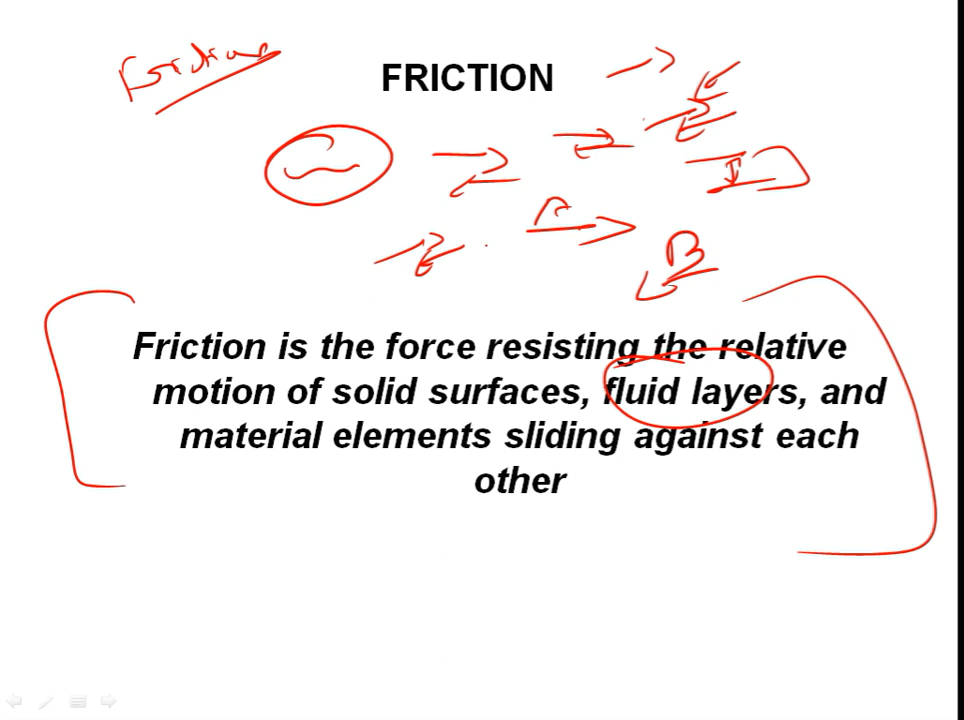 FRICTION
Friction is the force resisting the relative
motion of solid surfaces, fluid layers, and
material elements sliding against each
other